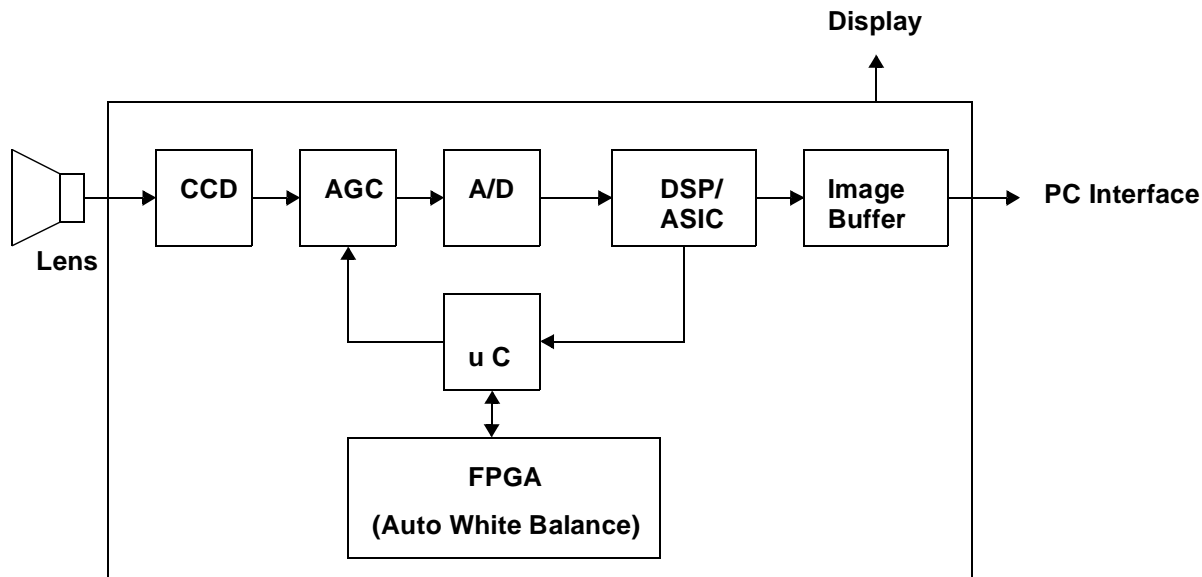 Display
CCD
AGC
A/D
DSP/
ASIC
Image
Buffer
PC Interface
Lens
u C
FPGA
(Auto White Balance)